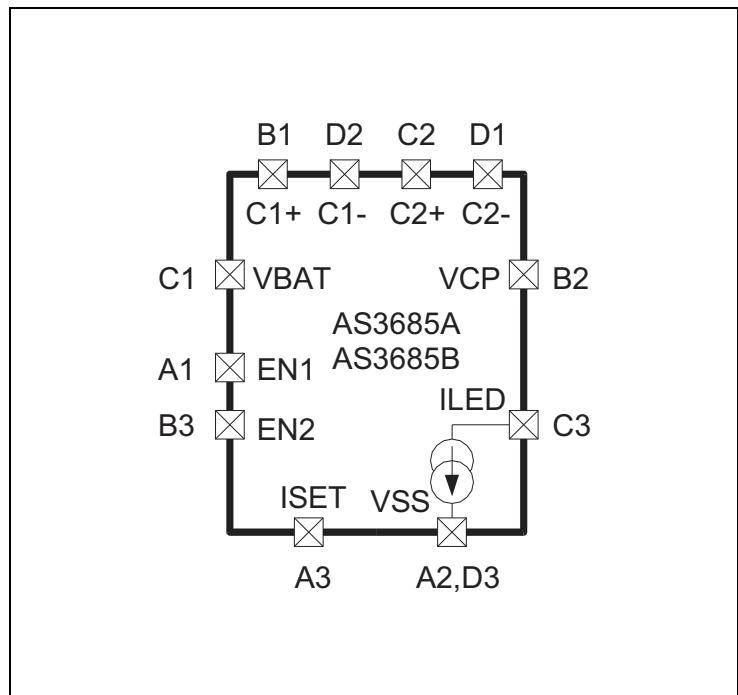 B1 D2 C2 D1
C1+ C1- C2+ C2-
C1 VBAT VCP B2
AS3685A
A1 EN1 AS3685B
ILED
B3 EN2 C3
ISET VSS
A3 A2,D3